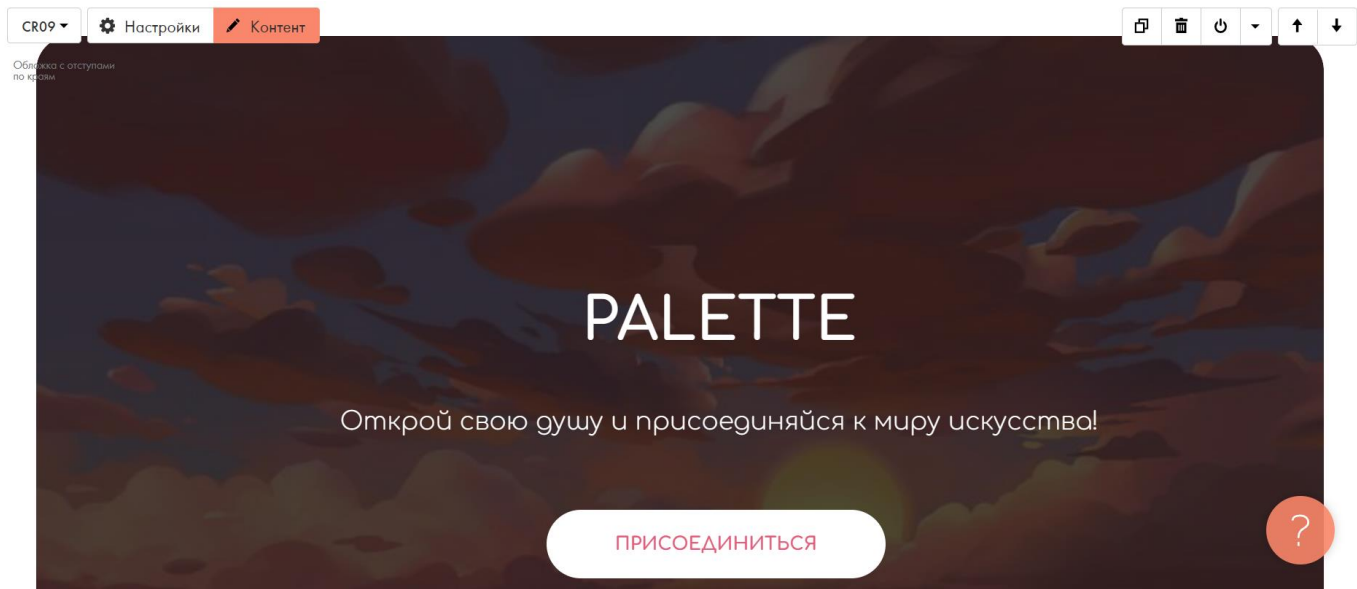 CR09
Настройки
Контент
Обложка с отступами
по краям
PALETTE
Открой свою душу и присоединяйся к миру искусства!
ПРИСОЕДИНИТЬСЯ
?